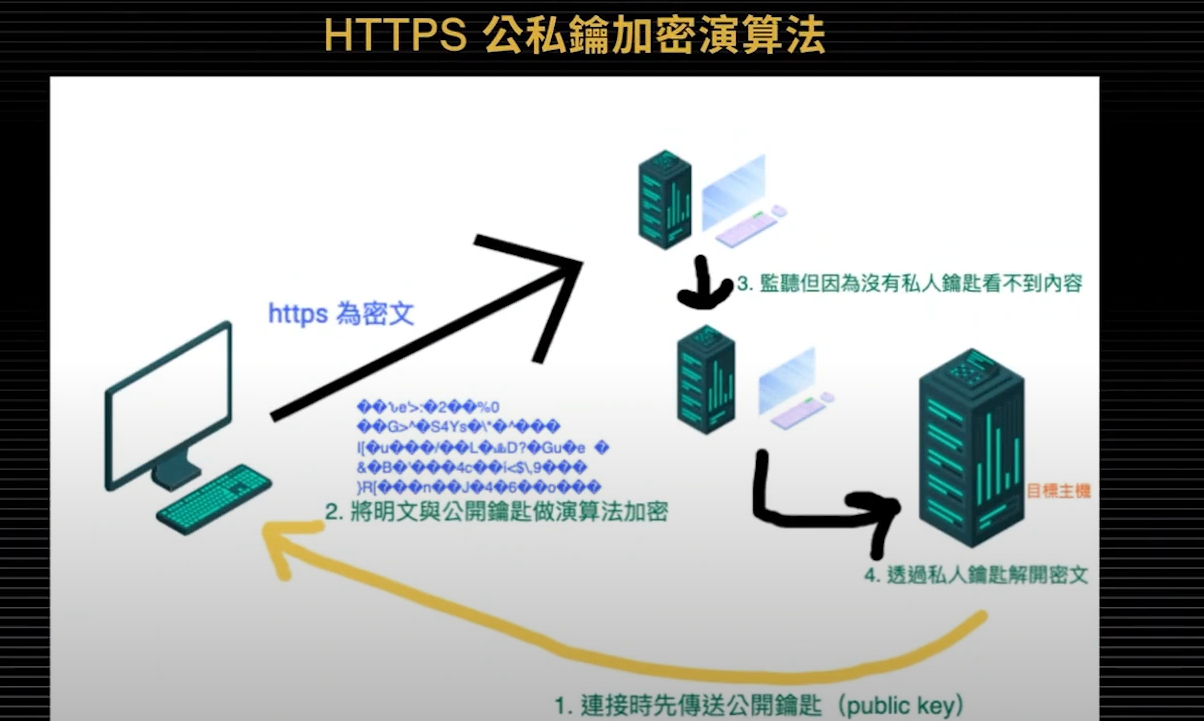 HTTPS 公私鑰加密演算法
3. 監聽但因為沒有私人鑰匙看不到內容
https 為密文
��ҍe'>:�2��%0
��G>^�S4Ys�\*�^���
I[�u���/��L�ﻀD?�Gu�e �
&�B�'���4c��i<$\,9���
}R[���n��J�4�6��o���
2. 將明文與公開鑰匙做演算法加密
目標主機
4. 透過私人鑰匙解開密文
1. 連接時先傳送公開鑰匙（public key）